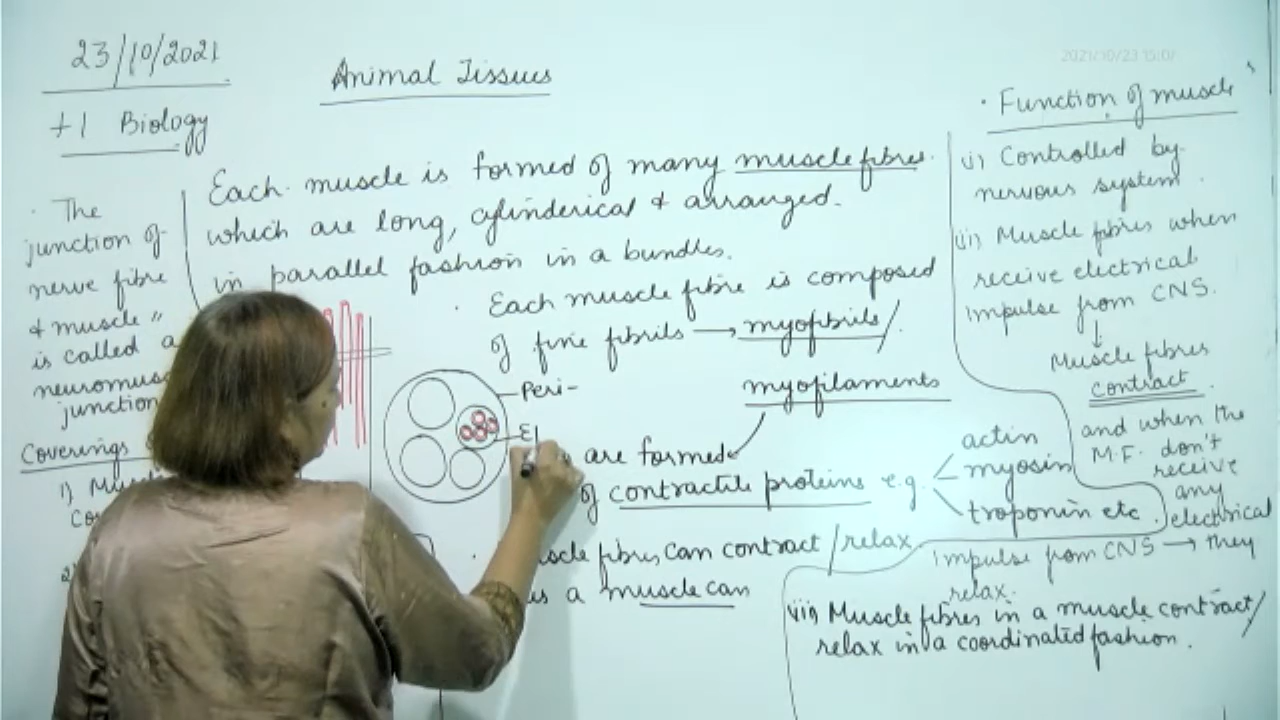 23/10/2021
Animal Tissues
+1 Biology
2021/10/23 15:0
Each muscle is formed of many muscle fibres.
which are long, cylinderical & arranged.
in parallel fashion in a bundles.
· Each muscle fibre is composed
of fine fibrils → myofibrils/
myofilaments
are formed
of contractile proteins e.g.
actin
myosin
troponin etc.
fibres, can contract / relax
a muscle can
· The
junction of
nerve fibre
& muscle "
is called a
junction
Coverings
1)
2)
Peri-
· Function of muscle
i) Controlled by
nervous system.
ii) Muscle fibres when
receive electrical
impulse from CNS.
↓
Muscle fibres
contract.
and when the
M.F. don't
receive
any
electrical
impulse from CNS → they
relax.
iii) Muscle fibres in a muscle contract/
relax in a coordinated fashion.